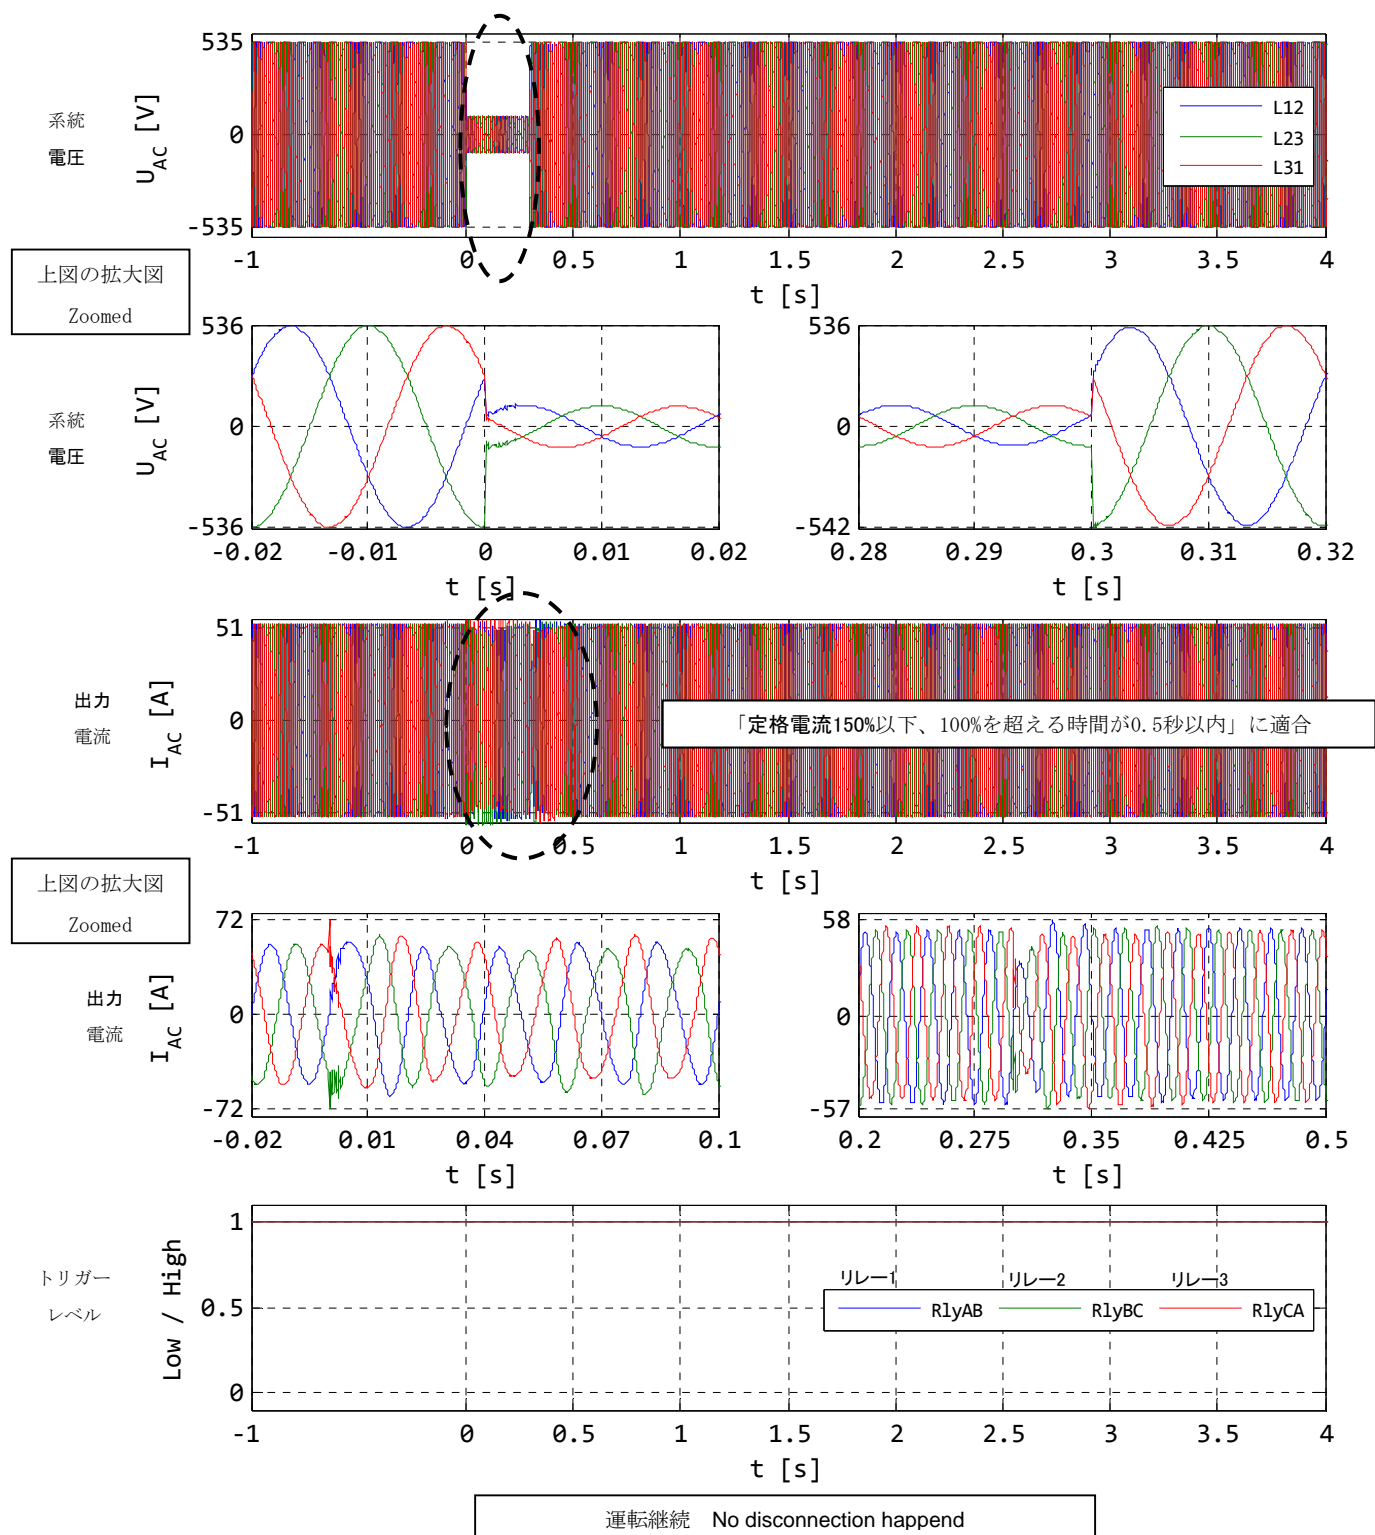 535
0
-535
系統
電圧
U_AC [V]
L12
L23
L31
-1 0 0.5 1 1.5 2 2.5 3 3.5 4
t [s]
上図の拡大図
Zoomed
536
0
-536
系統
電圧
U_AC [V]
-0.02 -0.01 0 0.01 0.02
t [s]
536
0
-542
0.28 0.29 0.3 0.31 0.32
t [s]
51
0
-51
出力
電流
I_AC [A]
「定格電流150%以下、100%を超える時間が0.5秒以内」に適合
-1 0 0.5 1 1.5 2 2.5 3 3.5 4
t [s]
上図の拡大図
Zoomed
72
0
-72
出力
電流
I_AC [A]
-0.02 0.01 0.04 0.07 0.1
t [s]
58
0
-57
0.2 0.275 0.35 0.425 0.5
t [s]
1
0.5
0
トリガー
レベル
Low / High
リレー1 リレー2 リレー3
RlyAB RlyBC RlyCA
-1 0 0.5 1 1.5 2 2.5 3 3.5 4
t [s]
運転継続 No disconnection happend